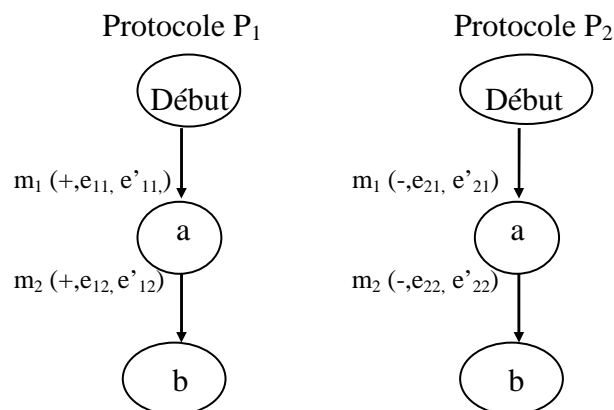 Protocole P₁ Protocole P₂
Début Début
m₁ (+,e₁₁, e’₁₁,) m₁ (-,e₂₁, e’₂₁)
a a
m₂ (+,e₁₂, e’₁₂) m₂ (-,e₂₂, e’₂₂)
b b